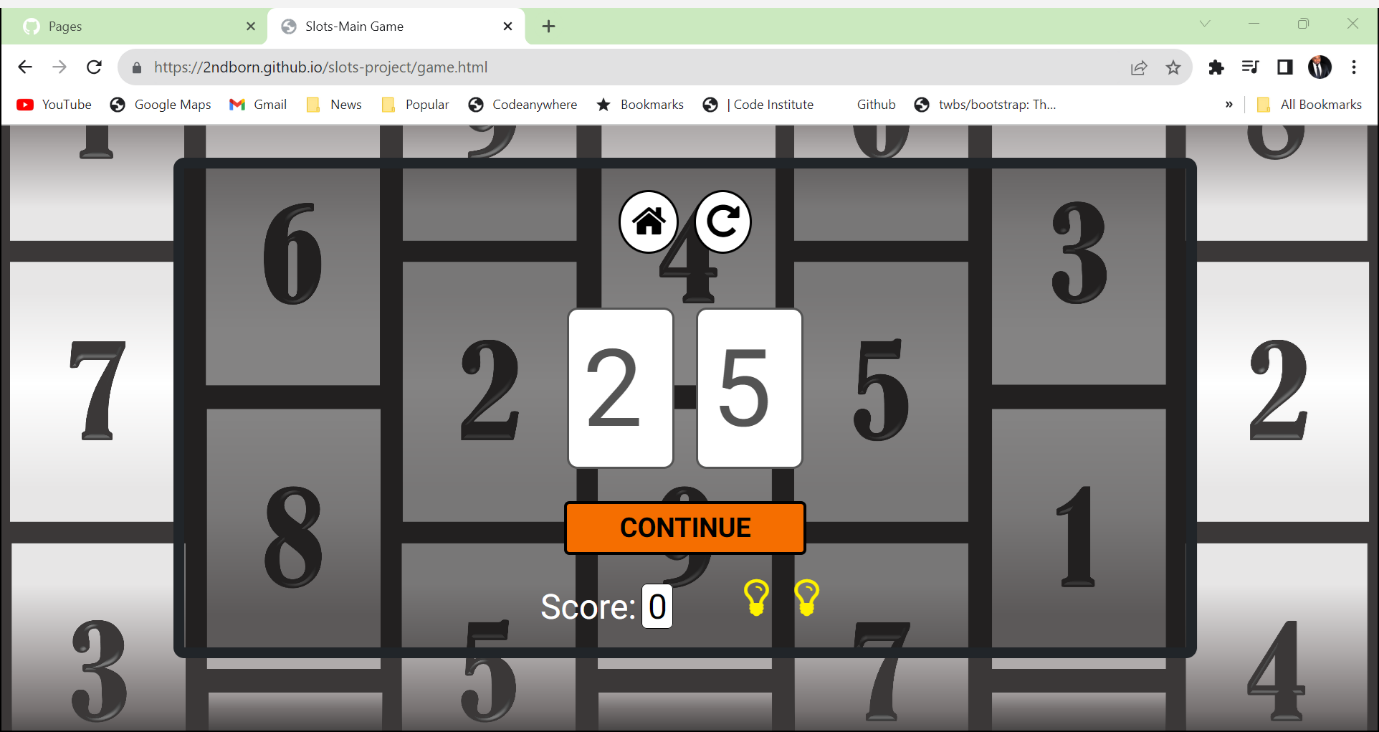 Pages
Slots-Main Game
https://2ndborn.github.io/slots-project/game.html
YouTube Google Maps Gmail News Popular Codeanywhere Bookmarks | Code Institute Github twbs/bootstrap: Th... » All Bookmarks
1 9 6 8
6 4 3
7 2 2 5 5 2
8 9 1
CONTINUE
Score: 0
3 5 7 4